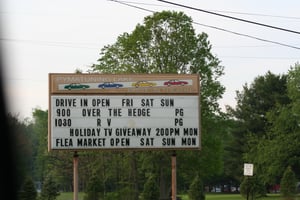 DRIVE IN OPEN FRI SAT SUN
900 OVER THE HEDGE PG
1030 R V PG
HOLIDAY TV GIVEAWAY 200PM MON
FLEA MARKET OPEN SAT SUN MON